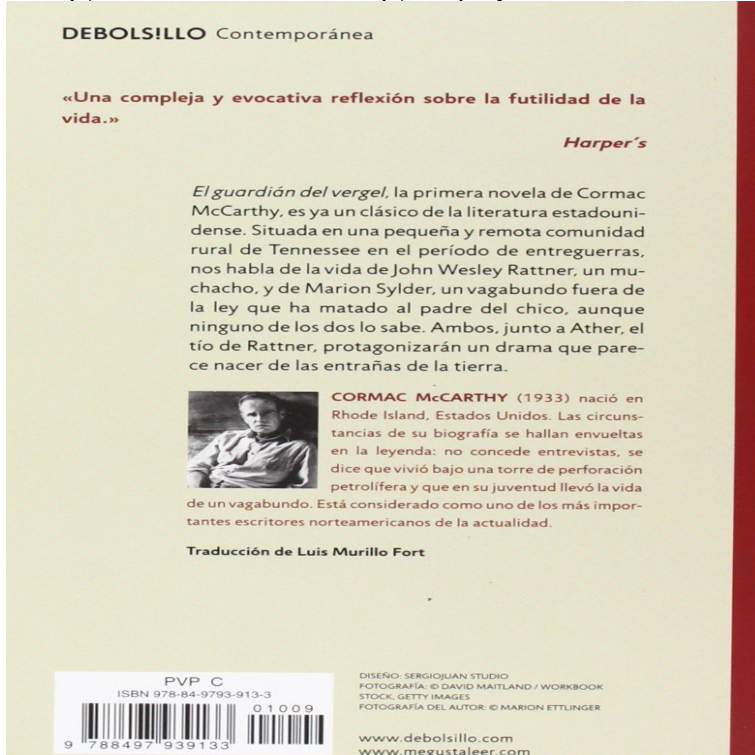 DEBOLS!LLO Contemporánea
«Una compleja y evocativa reflexión sobre la futilidad de la
vida.»
Harper´s
El guardián del vergel, la primera novela de Cormac
McCarthy, es ya un clásico de la literatura estadouni-
dense. Situada en una pequeña y remota comunidad
rural de Tennessee en el período de entreguerras,
nos habla de la vida de John Wesley Rattner, un mu-
chacho, y de Marion Sylder, un vagabundo fuera de
la ley que ha matado al padre del chico, aunque
ninguno de los dos lo sabe. Ambos, junto a Ather, el
tío de Rattner, protagonizarán un drama que pare-
ce nacer de las entrañas de la tierra.
CORMAC McCARTHY (1933) nació en
Rhode Island, Estados Unidos. Las circuns-
tancias de su biografía se hallan envueltas
en la leyenda: no concede entrevistas, se
dice que vivió bajo una torre de perforación
petrolífera y que en su juventud llevó la vida
de un vagabundo. Está considerado como uno de los más impor-
tantes escritores norteamericanos de la actualidad.
Traducción de Luis Murillo Fort
PVP C
ISBN 978-84-9793-913-3
01009
9 788497 939133
DISEÑO: SERGIOJUAN STUDIO
FOTOGRAFÍA: © DAVID MAITLAND / WORKBOOK
STOCK, GETTY IMAGES
FOTOGRAFÍA DEL AUTOR: © MARION ETTLINGER
www.debolsillo.com
www.megustaleer.com